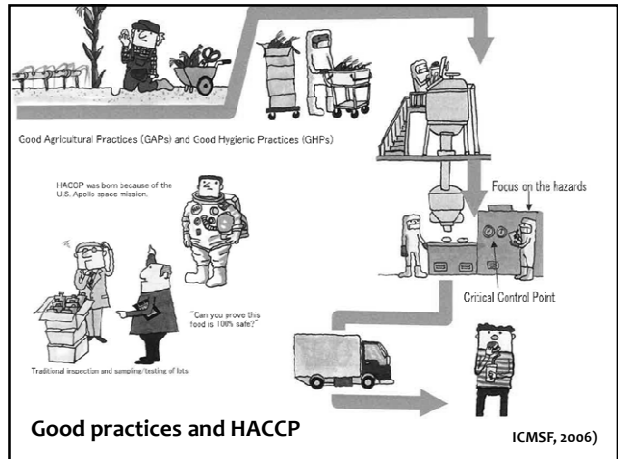 Good Agricultural Practices (GAPs) and Good Hygienic Practices (GHPs)
HACCP was born because of the
U.S. Apollo space mission.
Focus on the hazards
Critical Control Point
"Can you prove this
food is 100% safe?"
Traditional inspection and sampling/testing of lots
Good practices and HACCP
ICMSF, 2006)